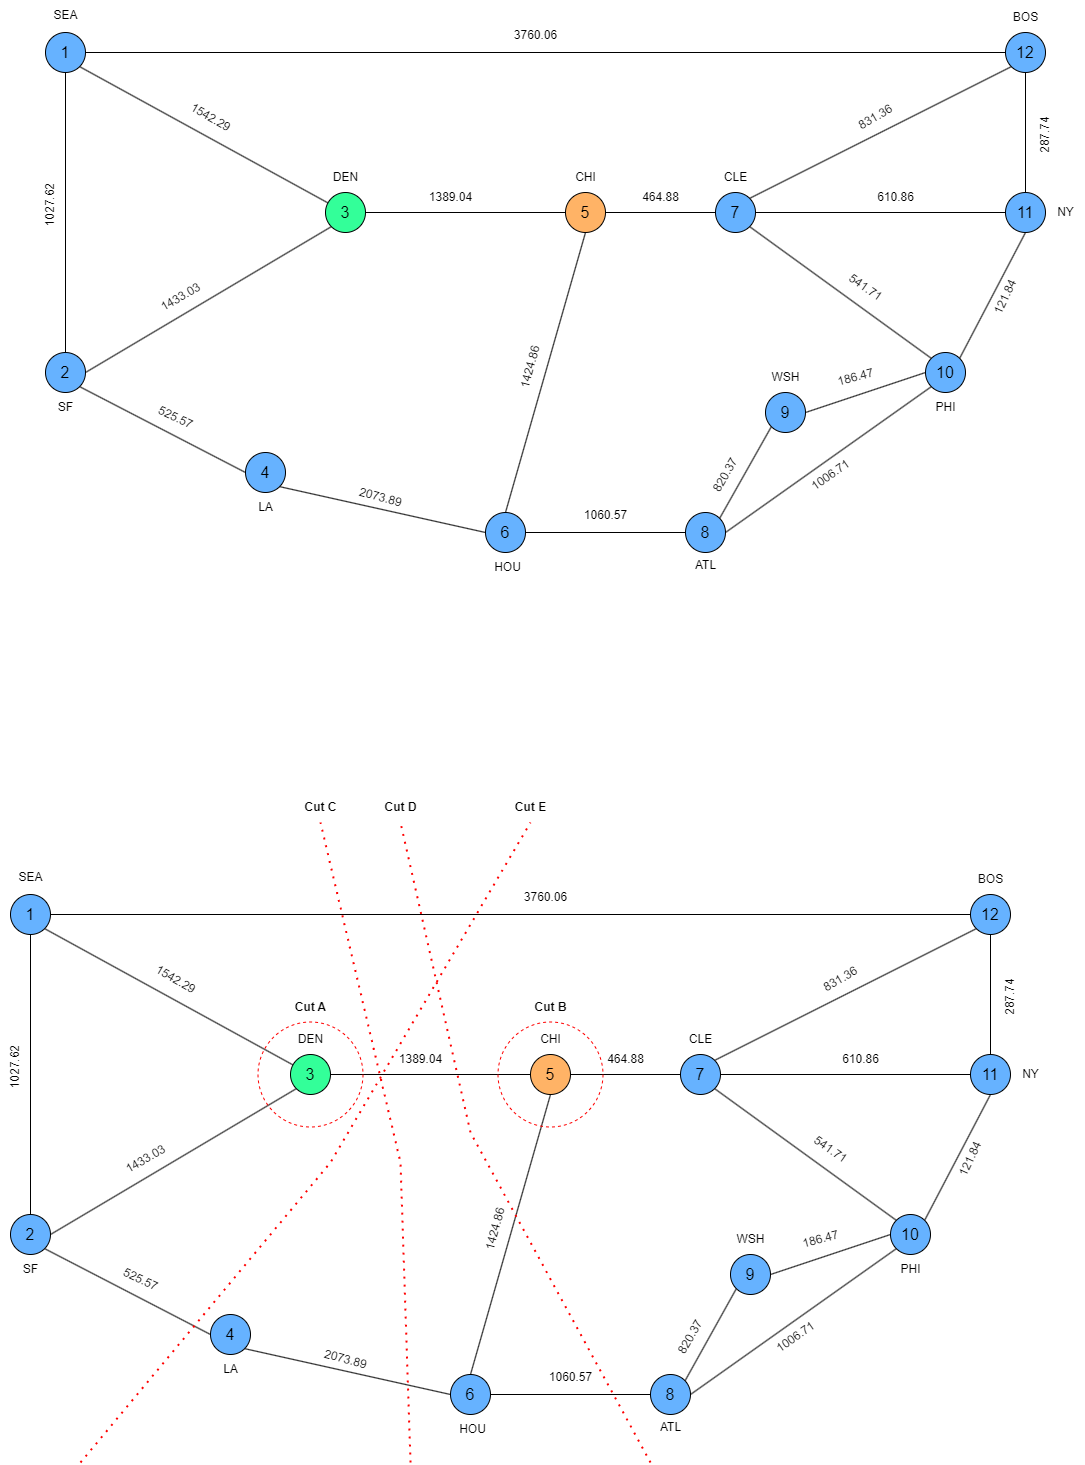 SEA
BOS
1
3760.06
12
1542.29
831.36
287.74
DEN
CHI
CLE
1027.62
3
1389.04
5
464.88
7
610.86
11
NY
1433.03
541.71
121.84
1424.86
2
SF
WSH
186.47
10
PHI
525.57
9
4
LA
2073.89
820.37
1006.71
6
HOU
1060.57
8
ATL
Cut C
Cut D
Cut E
SEA
BOS
1
3760.06
12
1542.29
831.36
287.74
Cut A
Cut B
DEN
CHI
CLE
1027.62
3
1389.04
5
464.88
7
610.86
11
NY
1433.03
541.71
121.84
1424.86
2
SF
WSH
186.47
10
PHI
525.57
9
4
LA
2073.89
820.37
1006.71
6
HOU
1060.57
8
ATL